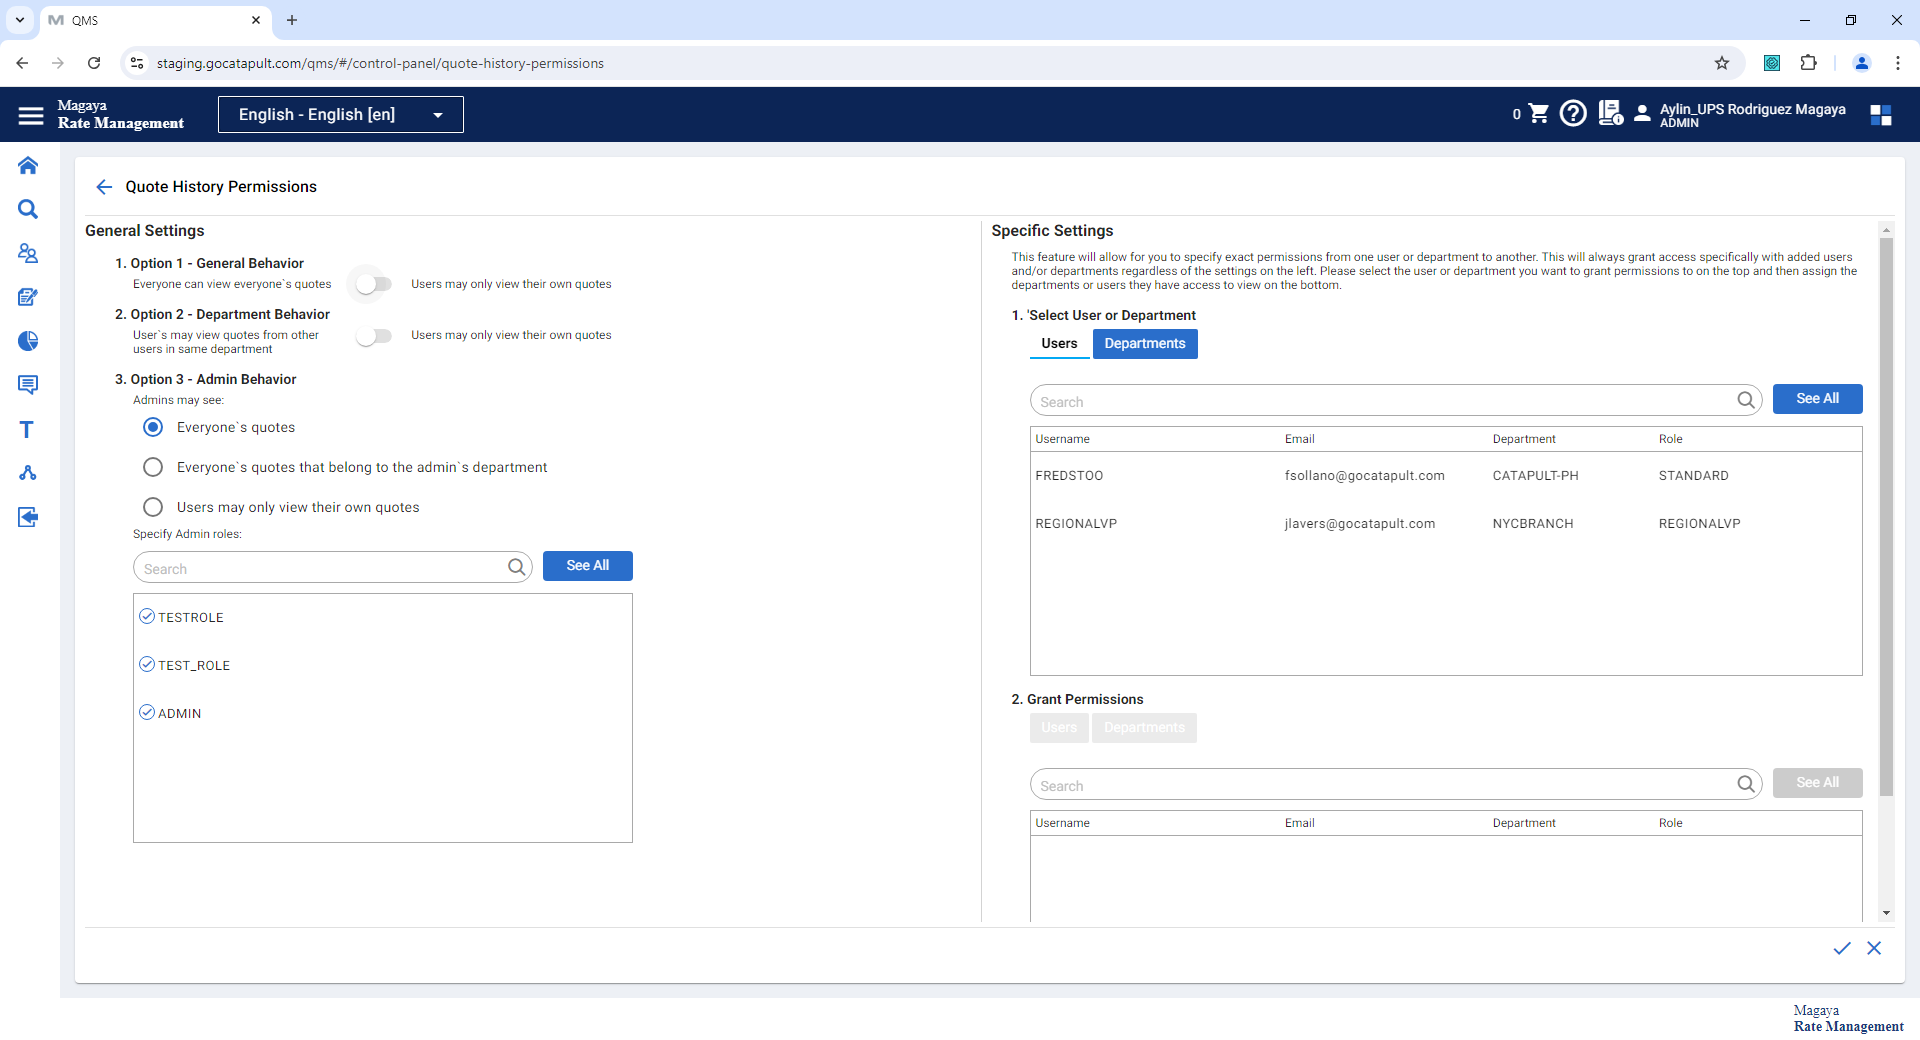 QMS
staging.gocatapult.com/qms/#/control-panel/quote-history-permissions
Magaya
Rate Management
English - English [en]
0
Aylin_UPS Rodriguez Magaya
ADMIN
Quote History Permissions
General Settings
1. Option 1 - General Behavior
Everyone can view everyone`s quotes
Users may only view their own quotes
2. Option 2 - Department Behavior
User`s may view quotes from other
users in same department
Users may only view their own quotes
3. Option 3 - Admin Behavior
Admins may see:
Everyone`s quotes
Everyone`s quotes that belong to the admin`s department
Users may only view their own quotes
Specify Admin roles:
Search
See All
TESTROLE
TEST_ROLE
ADMIN
Specific Settings
This feature will allow for you to specify exact permissions from one user or department to another. This will always grant access specifically with added users
and/or departments regardless of the settings on the left. Please select the user or department you want to grant permissions to on the top and then assign the
departments or users they have access to view on the bottom.
1. 'Select User or Department
Users Departments
Search
See All
Username Email Department Role
FREDSTOO fsollano@gocatapult.com CATAPULT-PH STANDARD
REGIONALVP jlavers@gocatapult.com NYCBRANCH REGIONALVP
2. Grant Permissions
Users Departments
Search
See All
Username Email Department Role
Magaya
Rate Management